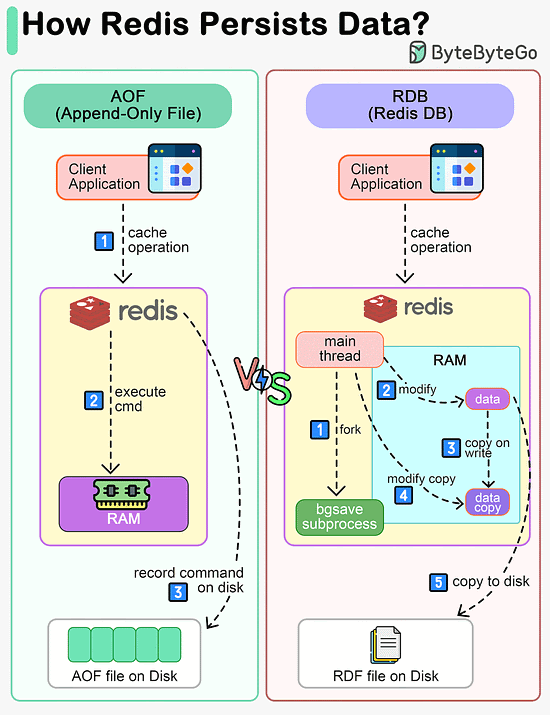 How Redis Persists Data?
ByteByteGo
AOF
(Append-Only File)
Client
Application
1
cache
operation
redis
2
execute
cmd
RAM
record command
3
on disk
AOF file on Disk
VS
RDB
(Redis DB)
Client
Application
cache
operation
redis
main
thread
RAM
2
modify
data
1
fork
3
copy on
write
modify copy
4
data
copy
bgsave
subprocess
5
copy to disk
RDF file on Disk